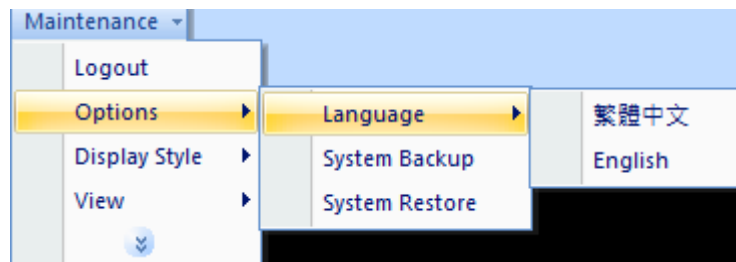 Maintenance
Logout
Options
Language
繁體中文
Display Style
System Backup
English
View
System Restore